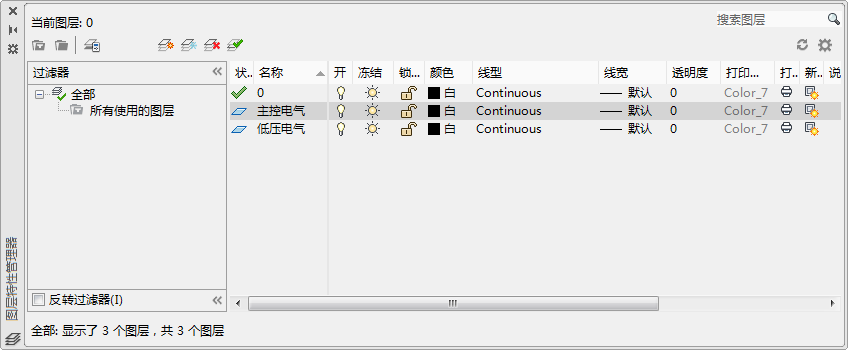 当前图层: 0
搜索图层
过滤器
全部
所有使用的图层
反转过滤器(I)
状.. 名称 开 冻结 锁... 颜色 线型 线宽 透明度 打印... 打.. 新.. 说
0 白 Continuous 默认 0 Color_7
主控电气 白 Continuous 默认 0 Color_7
低压电气 白 Continuous 默认 0 Color_7
全部: 显示了 3 个图层，共 3 个图层
图层特性管理器